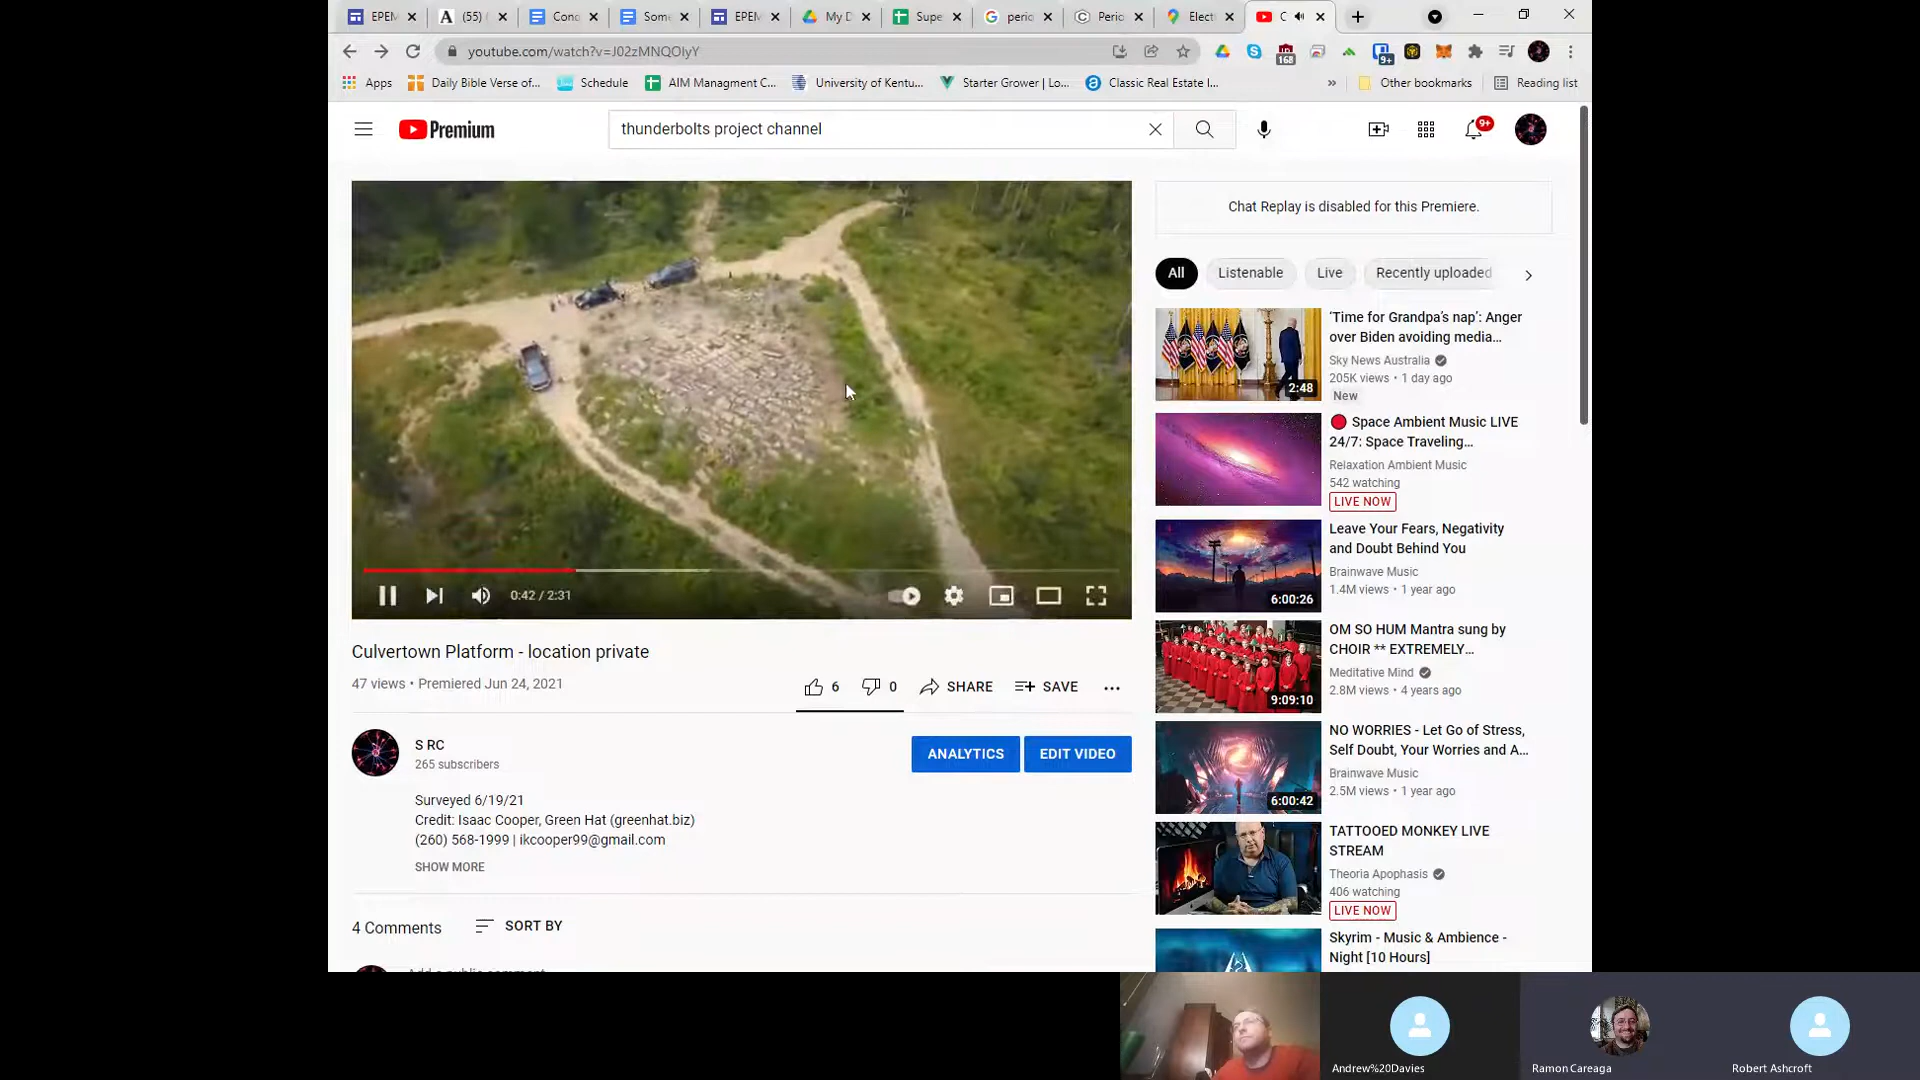 EPEM
(55)
Conc
Some
EPEM
My D
Supe
perio
Perio
Elect
C
youtube.com/watch?v=J02zMNQOIyY
168
9+
Apps
Daily Bible Verse of...
Schedule
AIM Managment C...
University of Kentu...
Starter Grower | Lo...
Classic Real Estate I...
»
Other bookmarks
Reading list
Premium
thunderbolts project channel
9+
Chat Replay is disabled for this Premiere.
All
Listenable
Live
Recently uploaded
'Time for Grandpa's nap': Anger
over Biden avoiding media...
Sky News Australia
205K views • 1 day ago
New
2:48
Space Ambient Music LIVE
24/7: Space Traveling...
Relaxation Ambient Music
542 watching
LIVE NOW
Leave Your Fears, Negativity
and Doubt Behind You
Brainwave Music
1.4M views • 1 year ago
6:00:26
0:42 / 2:31
OM SO HUM Mantra sung by
CHOIR ** EXTREMELY...
Meditative Mind
2.8M views • 4 years ago
9:09:10
Culvertown Platform - location private
47 views • Premiered Jun 24, 2021
6
0
SHARE
SAVE
S RC
265 subscribers
ANALYTICS
EDIT VIDEO
Surveyed 6/19/21
Credit: Isaac Cooper, Green Hat (greenhat.biz)
(260) 568-1999 | ikcooper99@gmail.com
SHOW MORE
4 Comments
SORT BY
Add a public comment...
NO WORRIES - Let Go of Stress,
Self Doubt, Your Worries and A...
Brainwave Music
2.5M views • 1 year ago
6:00:42
TATTOOED MONKEY LIVE
STREAM
Theoria Apophasis
406 watching
LIVE NOW
Skyrim - Music & Ambience -
Night [10 Hours]
Andrew%20Davies
Ramon Careaga
Robert Ashcroft